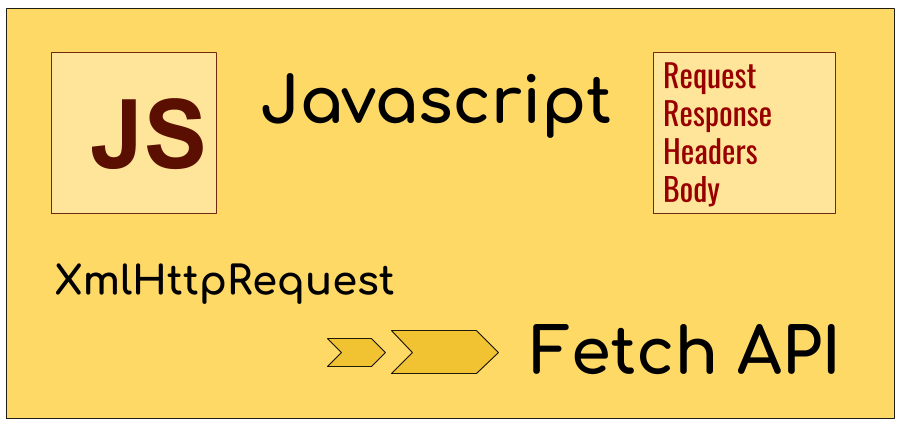 JS
Javascript
Request
Response
Headers
Body
XmlHttpRequest
Fetch API